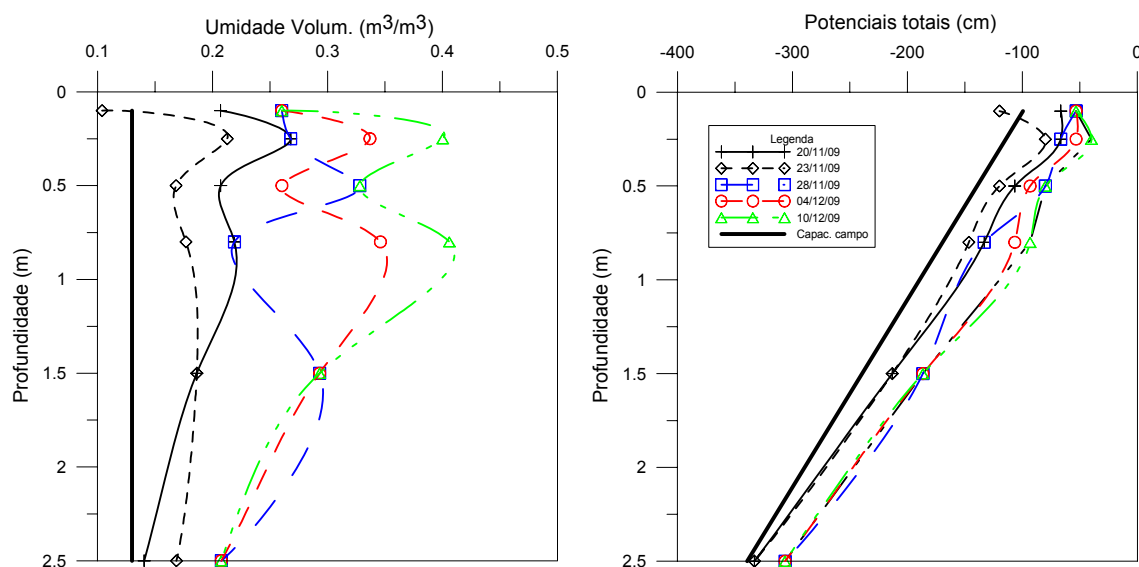 Umidade Volum. (m3/m3)
0.1 0.2 0.3 0.4 0.5
0
0.5
1
1.5
2
2.5
Profundidade (m)
Potenciais totais (cm)
-400 -300 -200 -100 0
0
0.5
1
1.5
2
2.5
Profundidade (m)
Legenda
20/11/09
23/11/09
28/11/09
04/12/09
10/12/09
Capac. campo